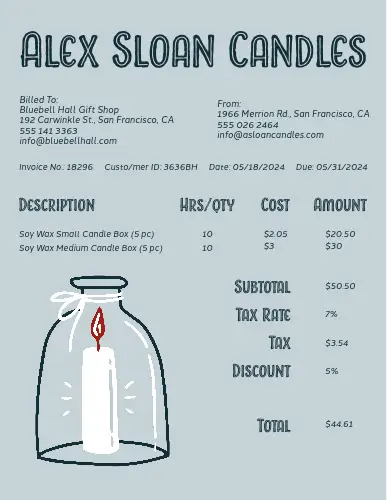 ALEX SLOAN CANDLES
Billed To:
Bluebell Hall Gift Shop
192 Carwinkle St., San Francisco, CA
555 141 3363
info@bluebellhall.com
From:
1966 Merrion Rd., San Francisco, CA
555 026 2464
info@asloancandles.com
Invoice No.: 18296 Customer ID: 3636BH Date: 05/18/2024 Due: 05/31/2024
DESCRIPTION HRS/QTY COST AMOUNT
Soy Wax Small Candle Box (5 pc) 10 $2.05 $20.50
Soy Wax Medium Candle Box (5 pc) 10 $3 $30
SUBTOTAL $50.50
TAX RATE 7%
TAX $3.54
DISCOUNT 5%
TOTAL $44.61